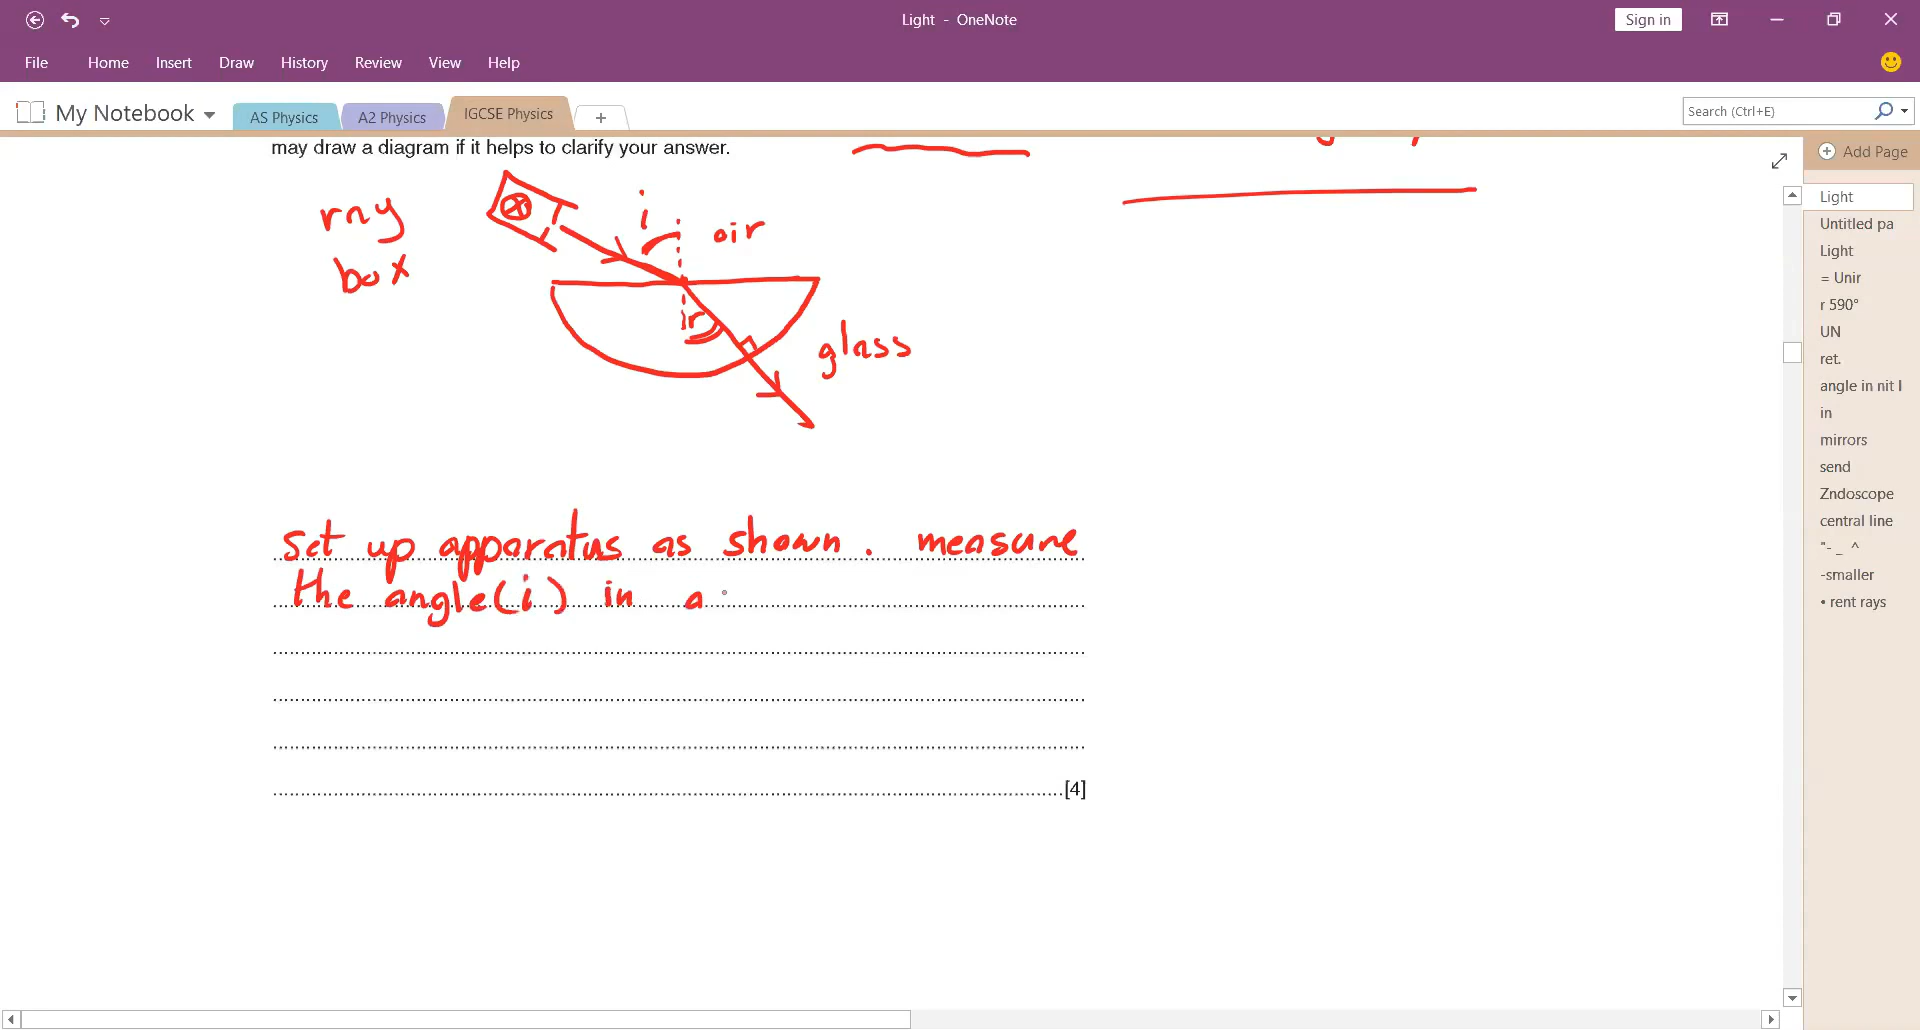 Light - OneNote
Sign in
File Home Insert Draw History Review View Help
My Notebook
AS Physics
A2 Physics
IGCSE Physics
+
Search (Ctrl+E)
may draw a diagram if it helps to clarify your answer.
ray
box
i
air
r
glass
set up apparatus as shown. measure
the angle(i) in a
[4]
Add Page
Light
Untitled pa
Light
= Unir
r 590°
UN
ret.
angle in nit l
in
mirrors
send
Zndoscope
central line
"- _ ^
-smaller
• rent rays